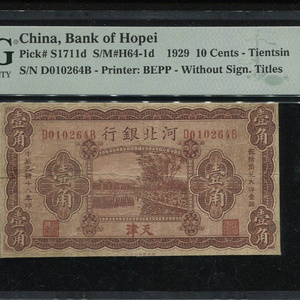 G
ITY
China, Bank of Hopei
Pick# S1711d S/M#H64-1d 1929 10 Cents - Tientsin
S/N D010264B - Printer: BEPP - Without Sign. Titles
壹角
行銀北河
壹角
D010264B
D010264B
壹角
天津
壹角
壹角